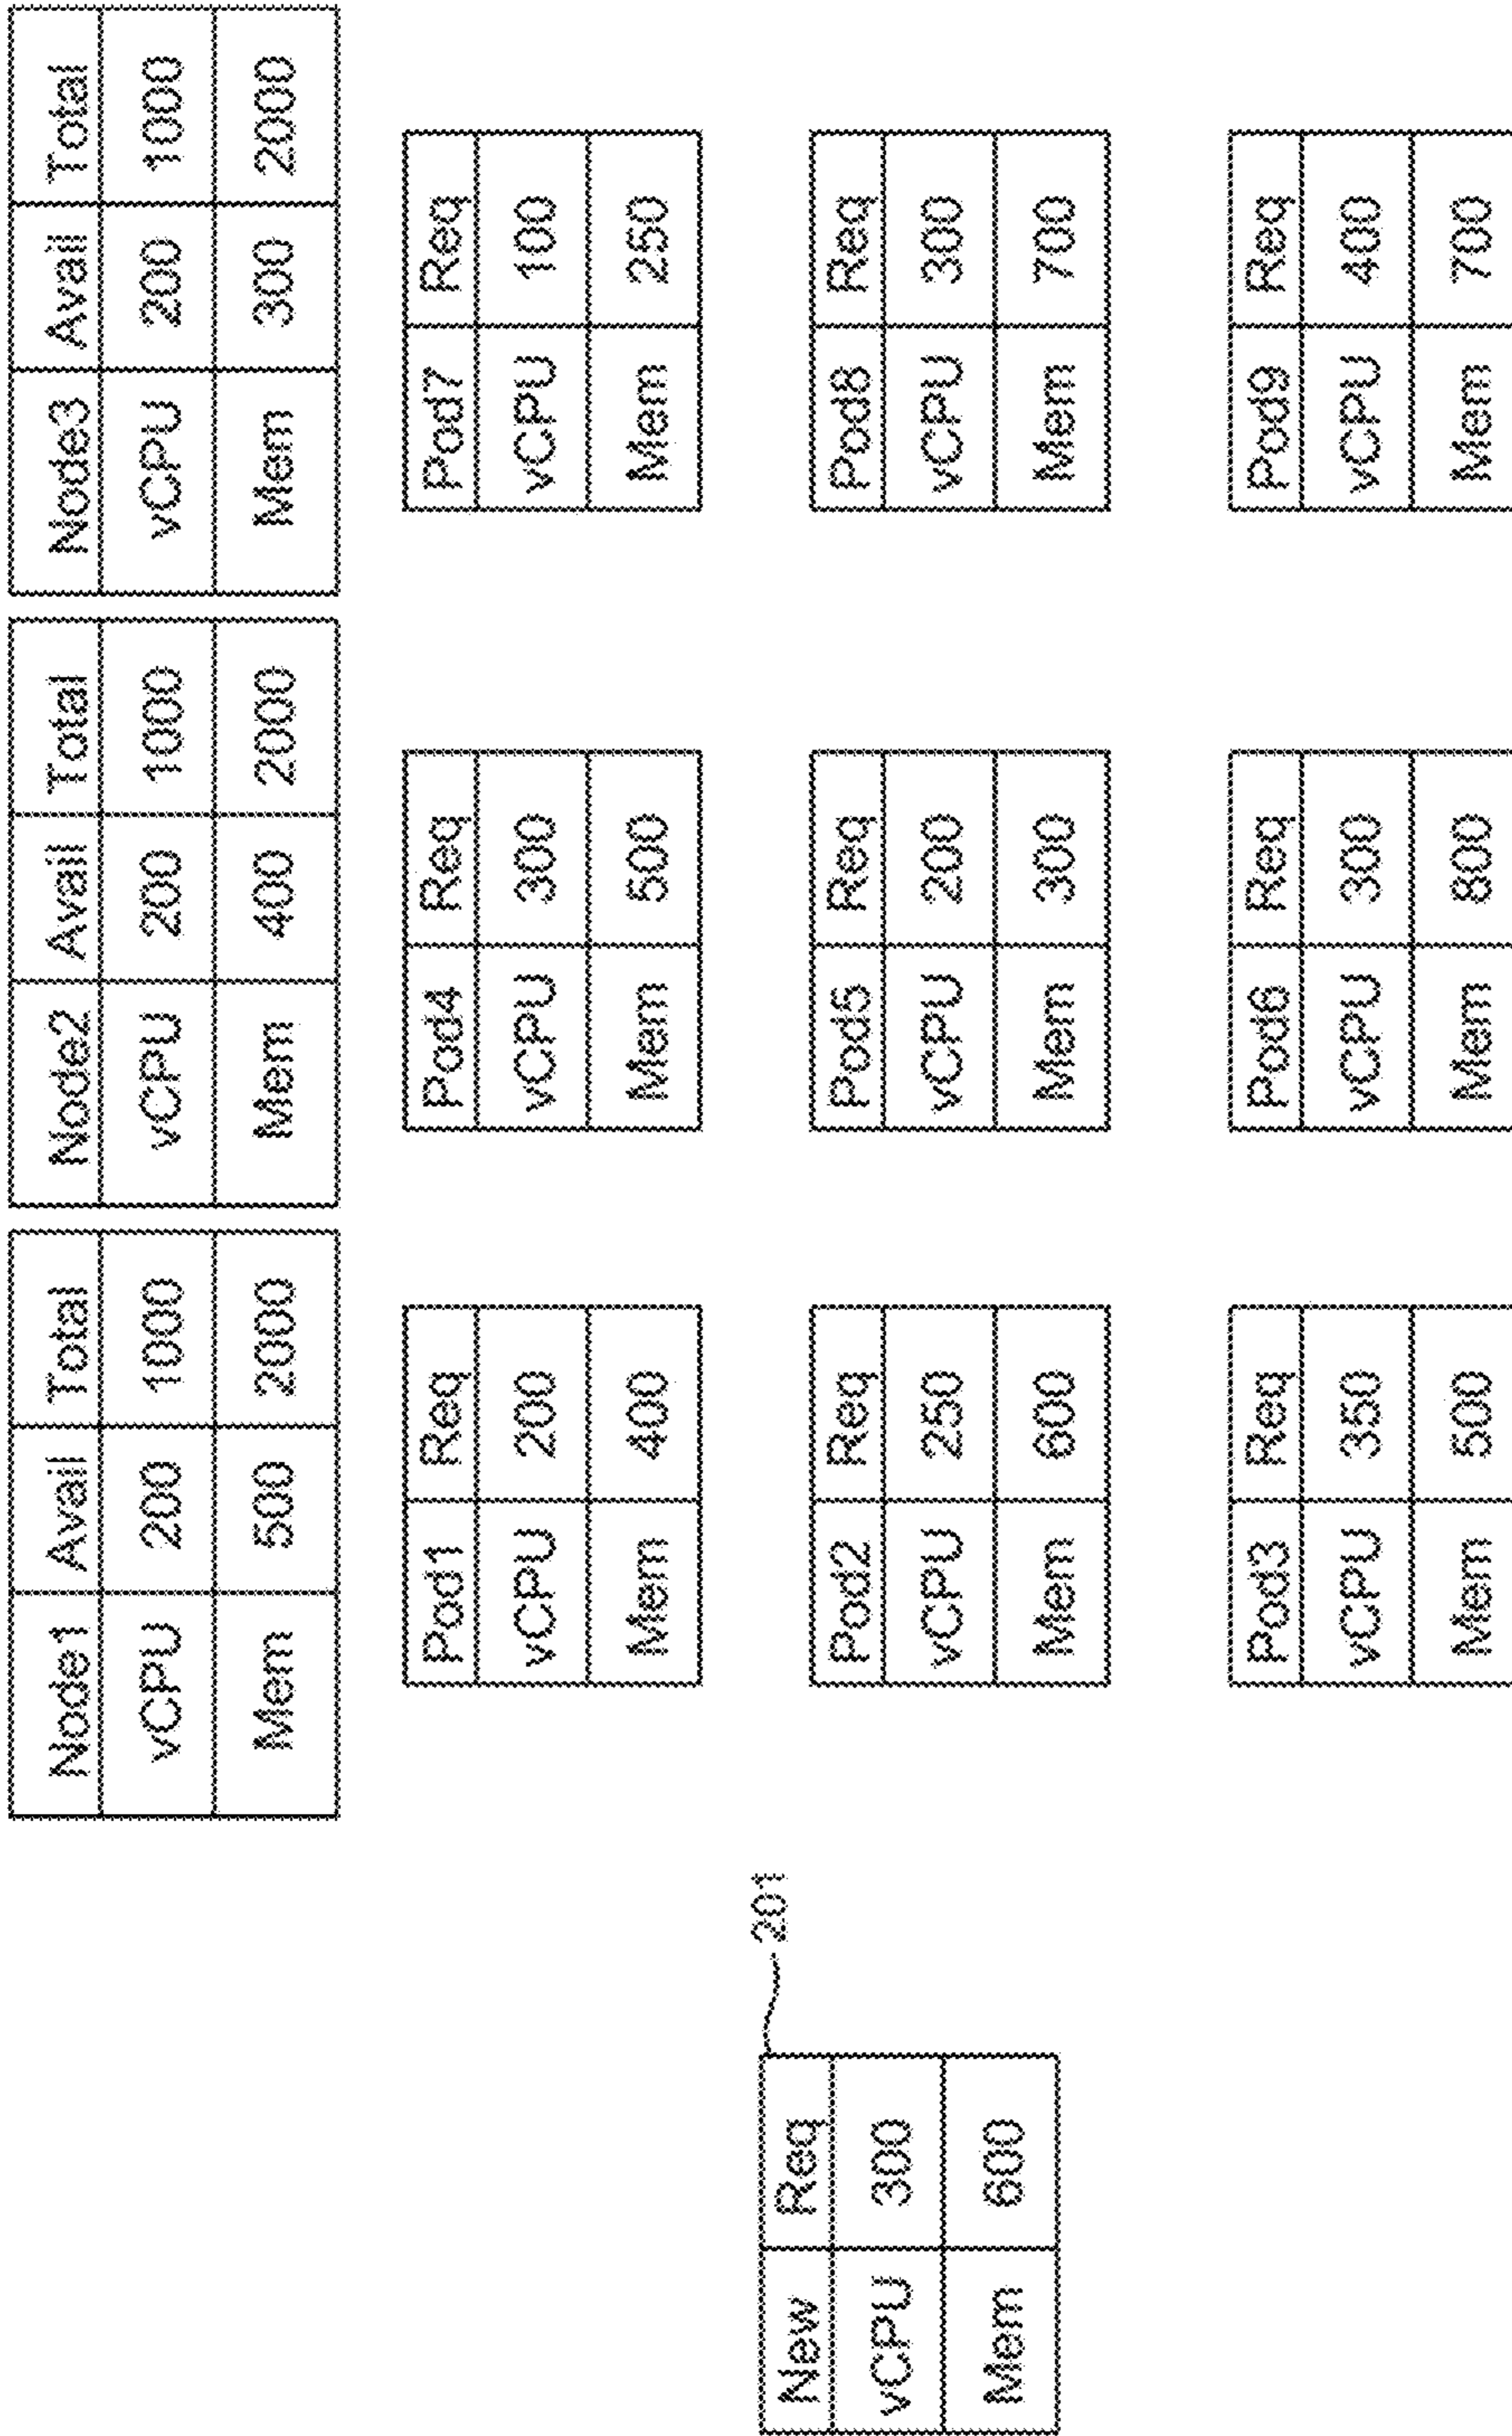 Node1 Avail Total
vCPU 200 1000
Mem 500 2000
Node2 Avail Total
vCPU 200 1000
Mem 400 2000
Node3 Avail Total
vCPU 200 1000
Mem 300 2000
Pod1 Req
vCPU 200
Mem 400
Pod4 Req
vCPU 300
Mem 500
Pod7 Req
vCPU 100
Mem 250
201
New Req
vCPU 300
Mem 600
Pod2 Req
vCPU 250
Mem 600
Pod5 Req
vCPU 200
Mem 300
Pod8 Req
vCPU 300
Mem 700
Pod3 Req
vCPU 350
Mem 500
Pod6 Req
vCPU 300
Mem 800
Pod9 Req
vCPU 400
Mem 700